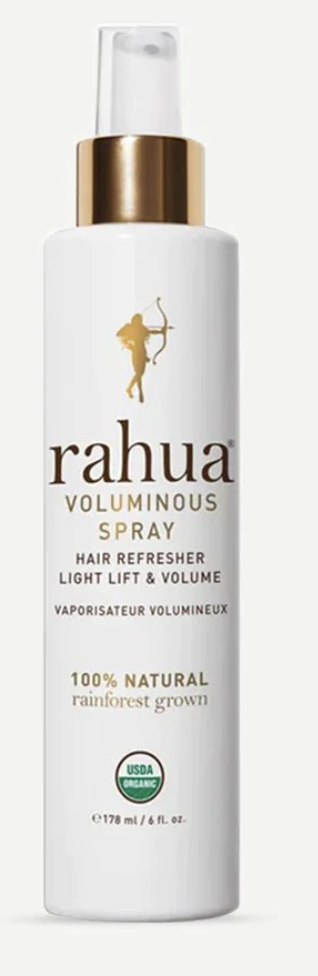 rahua®
VOLUMINOUS
SPRAY
HAIR REFRESHER
LIGHT LIFT & VOLUME
VAPORISATEUR VOLUMINEUX
100% NATURAL
rainforest grown
USDA
ORGANIC
℮178 ml / 6 fl. oz.